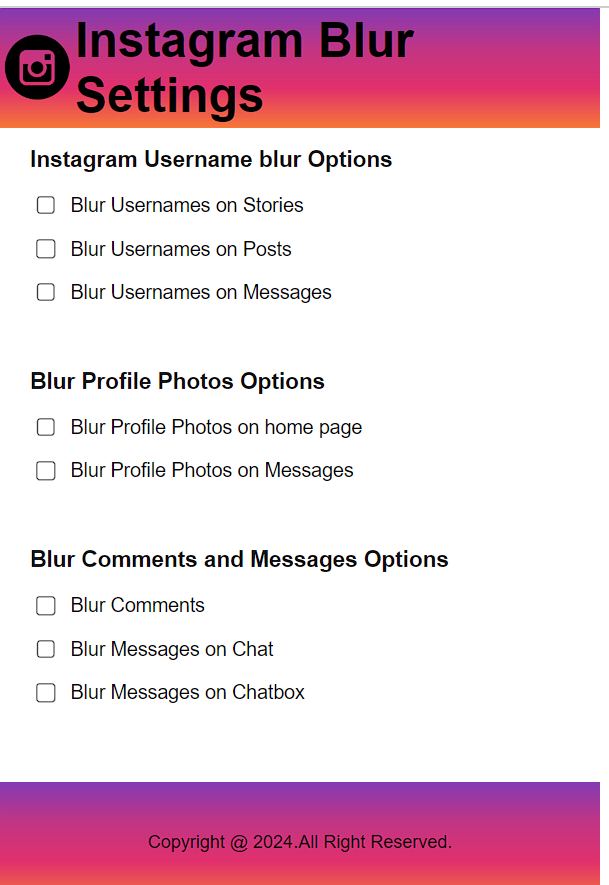 Instagram Blur
Settings
Instagram Username blur Options
Blur Usernames on Stories
Blur Usernames on Posts
Blur Usernames on Messages
Blur Profile Photos Options
Blur Profile Photos on home page
Blur Profile Photos on Messages
Blur Comments and Messages Options
Blur Comments
Blur Messages on Chat
Blur Messages on Chatbox
Copyright @ 2024.All Right Reserved.